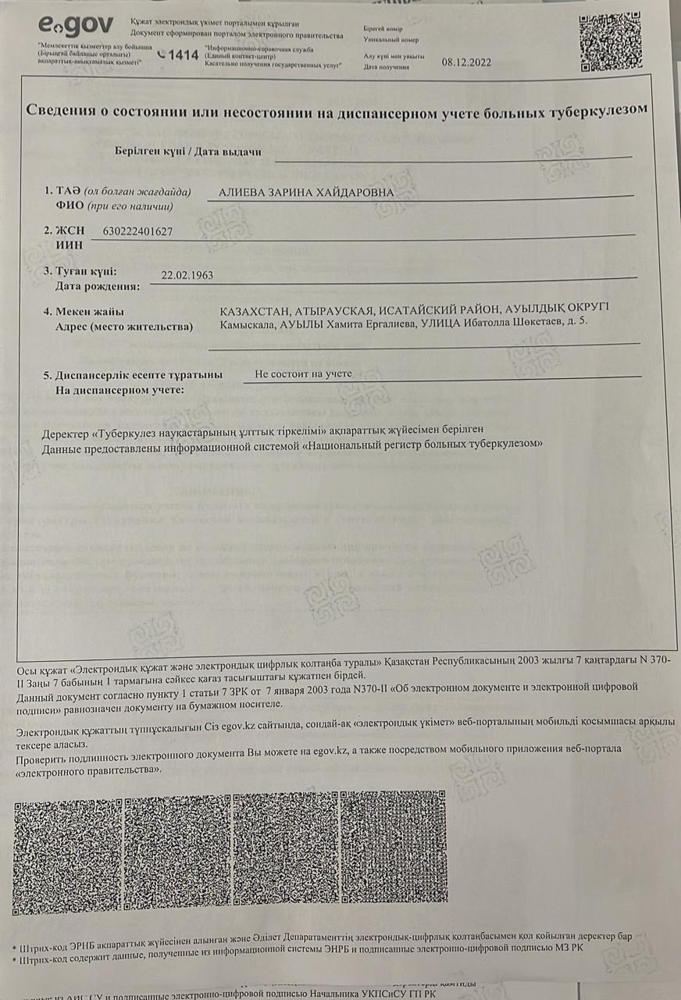 e.gov
Құжат электрондық үкімет порталымен құрылған
Документ сформирован порталом электронного правительства
"Мемлекеттік қызметтер алу бойынша
(Бірыңғай байланыс орталығы)
ақпараттық-анықтамалық қызметі"
1414
"Информационно-справочная служба
(Единый контакт-центр)
Касательно получения государственных услуг"
Бірегей нөмір
Уникальный номер
Алу күні мен уақыты
Дата получения
08.12.2022
Сведения о состоянии или несостоянии на диспансерном учете больных туберкулезом
Берілген күні / Дата выдачи
1. ТАӘ (ол болған жағдайда) АЛИЕВА ЗАРИНА ХАЙДАРОВНА
ФИО (при его наличии)
2. ЖСН 630222401627
ИИН
3. Туған күні: 22.02.1963
Дата рождения:
4. Мекен жайы КАЗАХСТАН, АТЫРАУСКАЯ, ИСАТАЙСКИЙ РАЙОН, АУЫЛДЫҚ ОКРУГІ
Адрес (место жительства) Камыскала, АУЫЛЫ Хамита Ергалиева, УЛИЦА Ибатолла Шөкетаев, д. 5.
5. Диспансерлік есепте тұратыны Не состоит на учете
На диспансерном учете:
Деректер «Туберкулез науқастарының ұлттық тіркелімі» ақпараттық жүйесімен берілген
Данные предоставлены информационной системой «Национальный регистр больных туберкулезом»
Осы құжат «Электрондық құжат және электрондық цифрлық қолтаңба туралы» Қазақстан Республикасының 2003 жылғы 7 қаңтардағы N 370-
II Заңы 7 бабының 1 тармағына сәйкес қағаз тасығыштағы құжатпен бірдей.
Данный документ согласно пункту 1 статьи 7 ЗРК от 7 января 2003 года N370-II «Об электронном документе и электронной цифровой
подписи» равнозначен документу на бумажном носителе.
Электрондық құжаттың түпнұсқалығын Сіз egov.kz сайтында, сондай-ақ «электрондық үкімет» веб-порталының мобильді қосымшасы арқылы
тексере аласыз.
Проверить подлинность электронного документа Вы можете на egov.kz, а также посредством мобильного приложения веб-портала
«электронного правительства».
* Штрих-код ЭРНБ ақпараттық жүйесінен алынған және Әділет Департаменттің электрондық-цифрлық қолтаңбасымен қол қойылған деректер бар
* Штрих-код содержит данные, полученные из информационной системы ЭНРБ и подписанные электронно-цифровой подписью МЗ РК
и подписанные электронно-цифровой подписью Начальника УКПСиСУ ГП РК